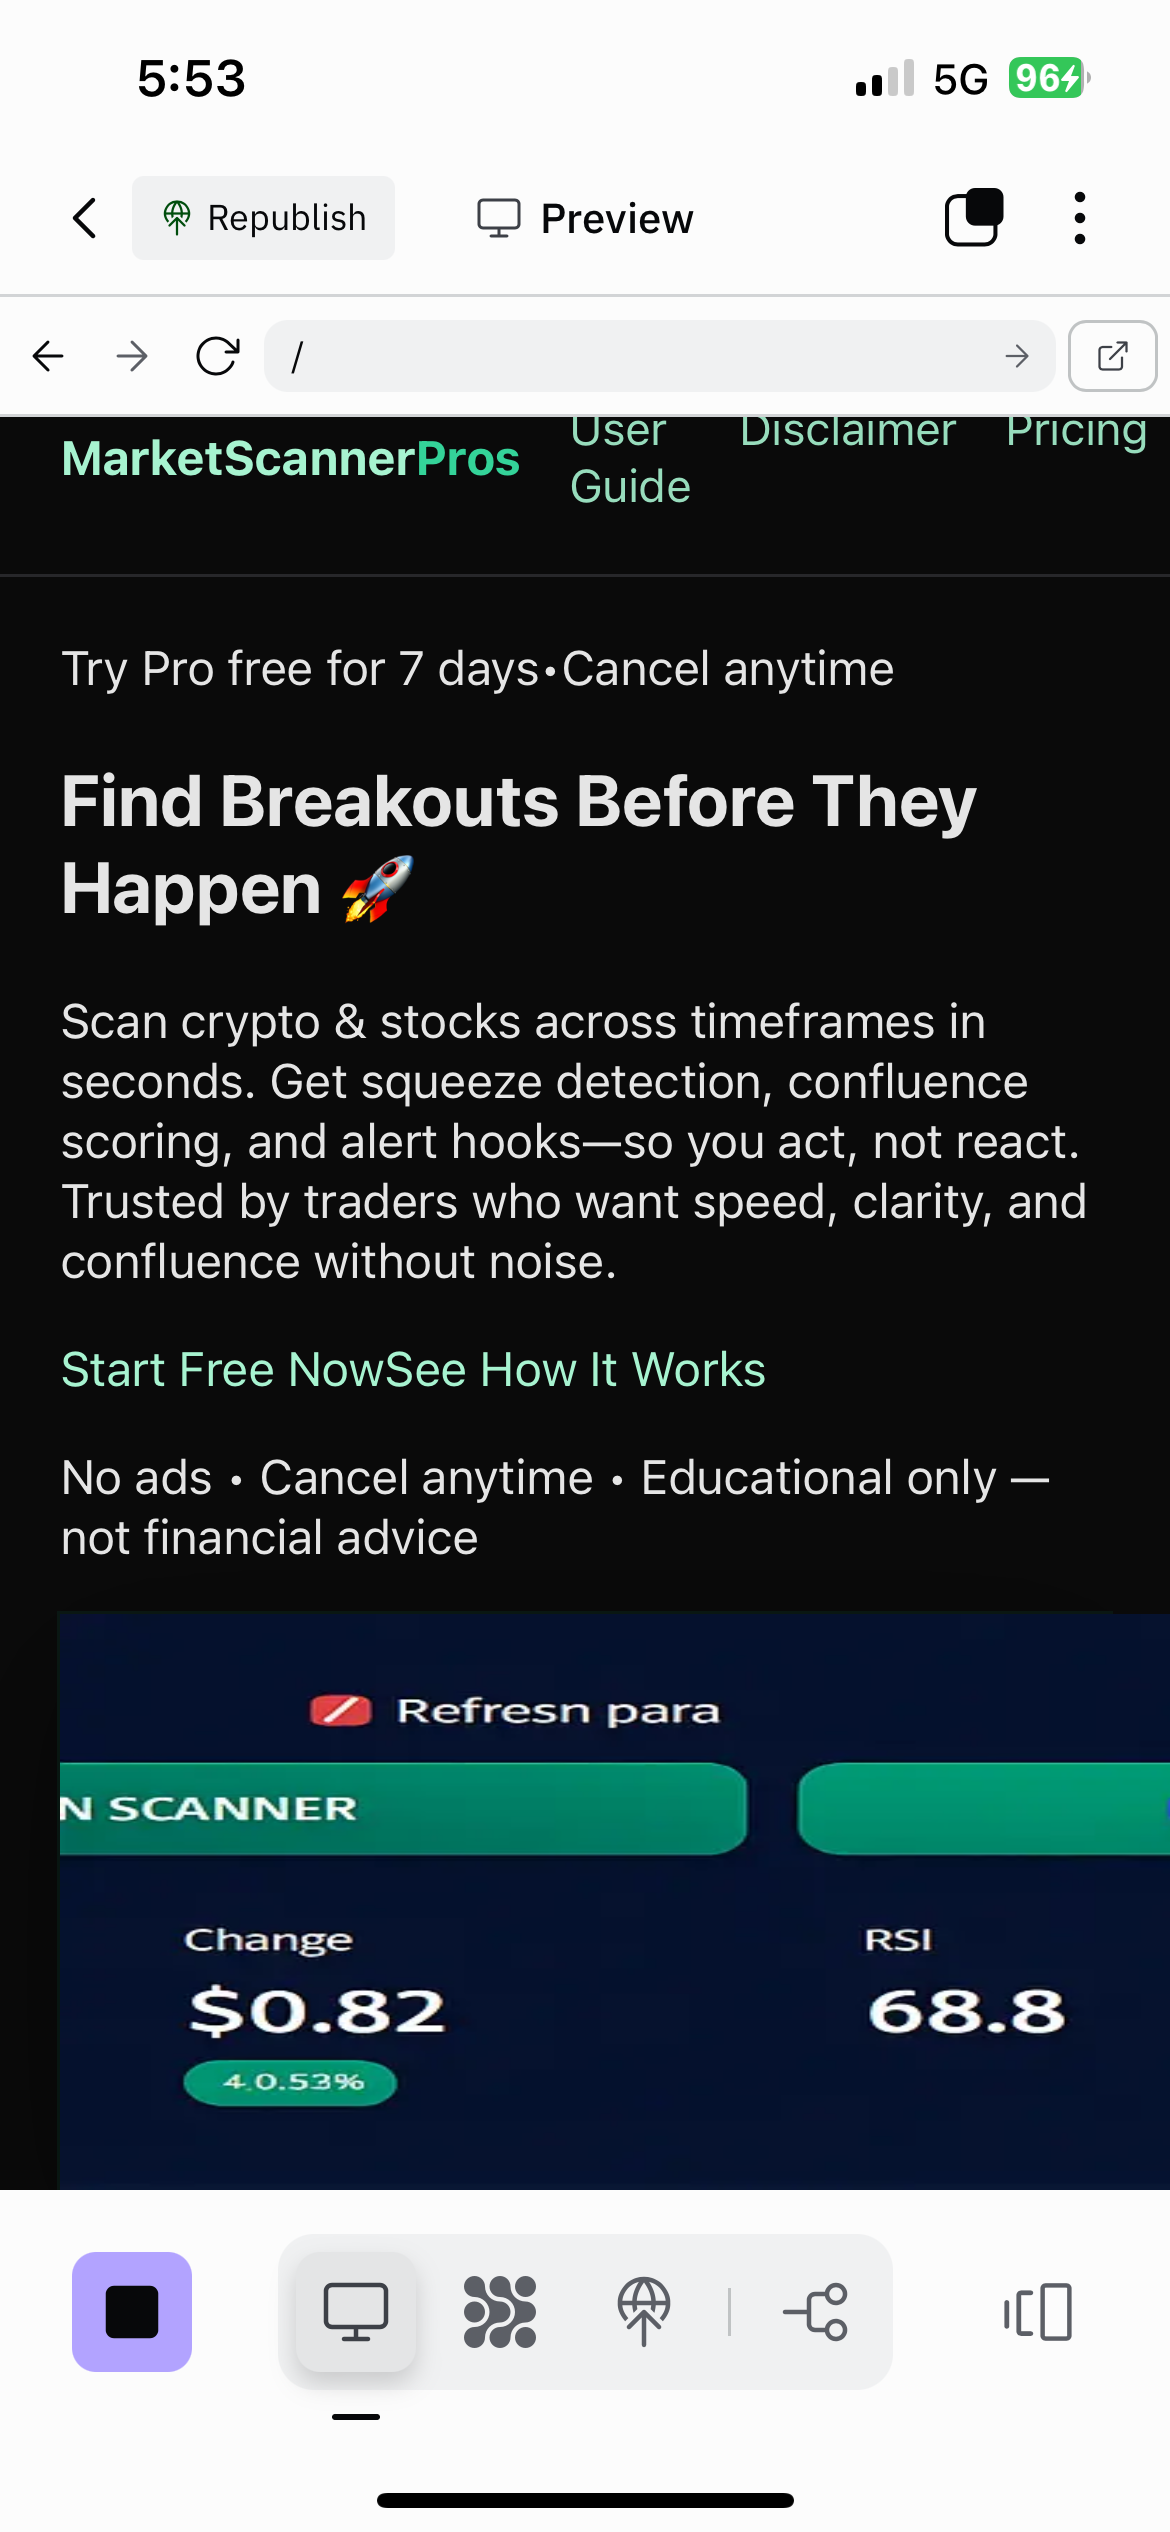 5:53
5G
96
Republish
Preview
/
MarketScannerPros
User
Guide
Disclaimer
Pricing
Try Pro free for 7 days•Cancel anytime
Find Breakouts Before They
Happen 🚀
Scan crypto & stocks across timeframes in
seconds. Get squeeze detection, confluence
scoring, and alert hooks—so you act, not react.
Trusted by traders who want speed, clarity, and
confluence without noise.
Start Free NowSee How It Works
No ads • Cancel anytime • Educational only —
not financial advice
Refresn para
N SCANNER
Change
RSI
$0.82
68.8
4.0.53%